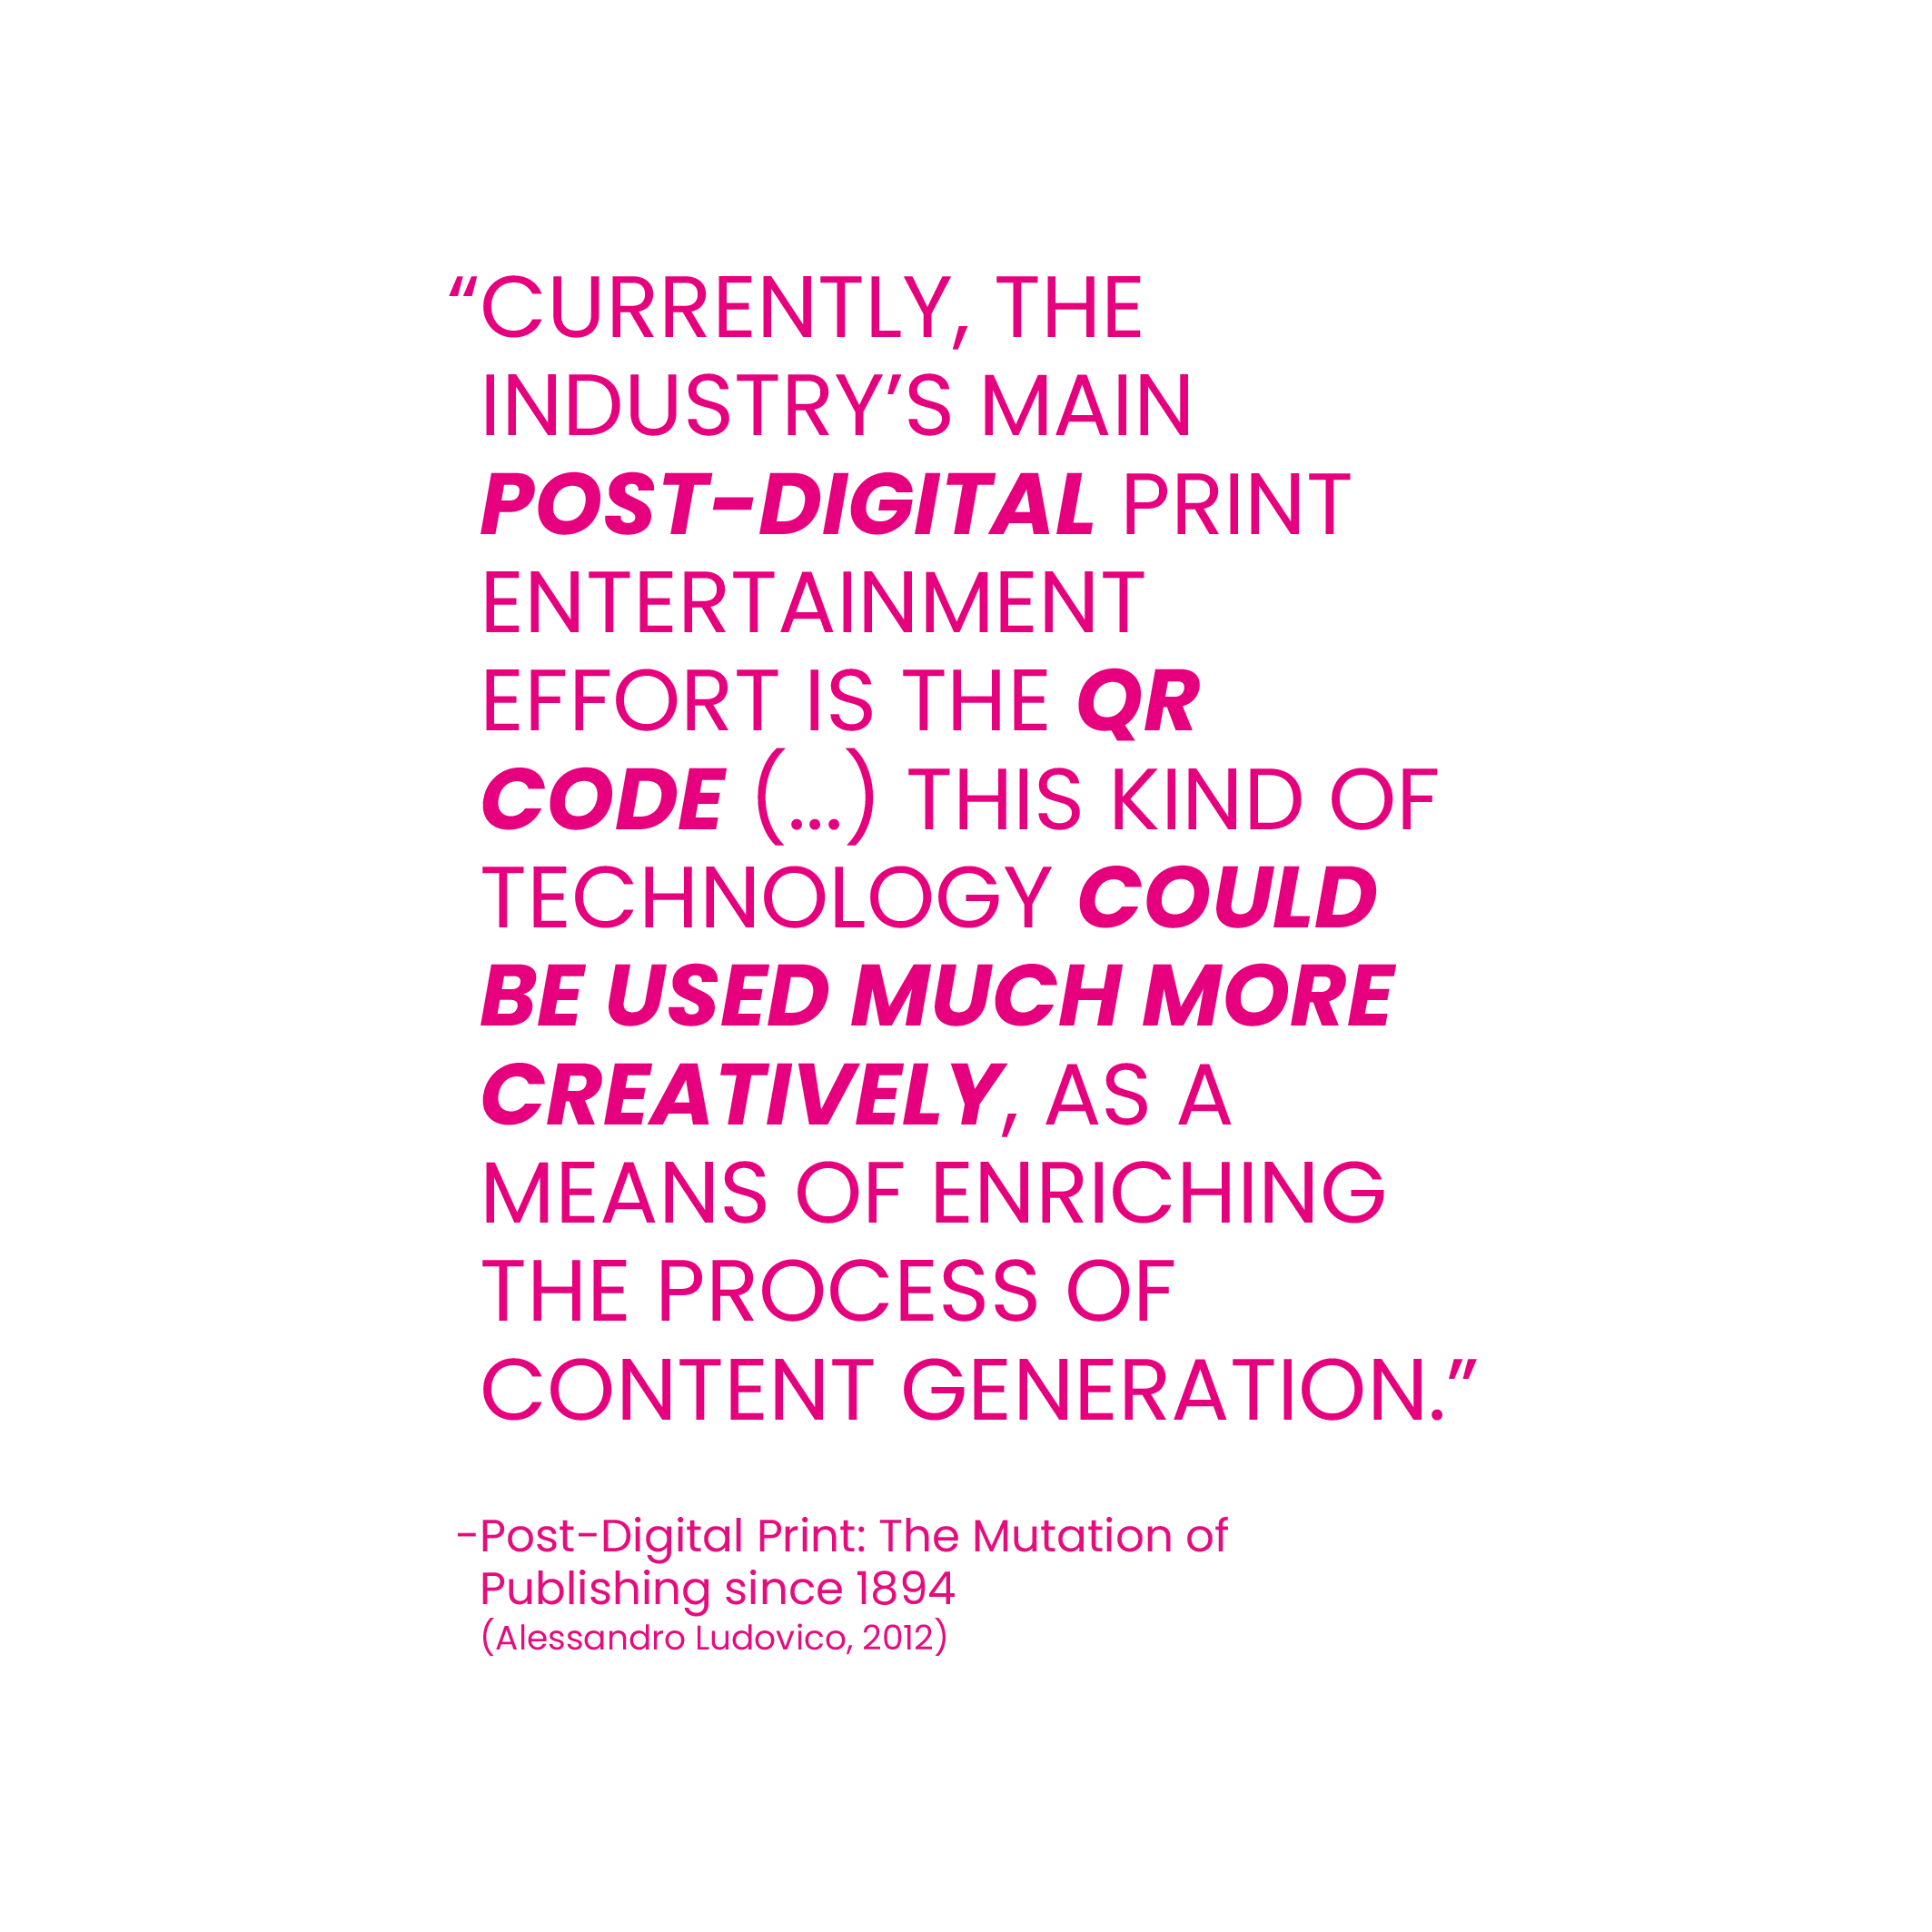 “CURRENTLY, THE
INDUSTRY’S MAIN
POST-DIGITAL PRINT
ENTERTAINMENT
EFFORT IS THE QR
CODE (...) THIS KIND OF
TECHNOLOGY COULD
BE USED MUCH MORE
CREATIVELY, AS A
MEANS OF ENRICHING
THE PROCESS OF
CONTENT GENERATION.”
-Post-Digital Print: The Mutation of
Publishing since 1894
(Alessandro Ludovico, 2012)